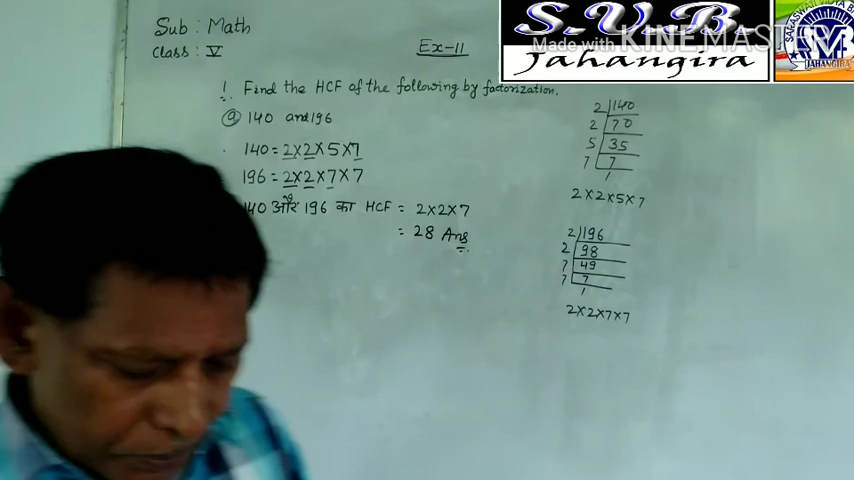 Sub : Math
Class : V
Ex-11
1. Find the HCF of the following by factorization.
(a) 140 and 196
140 = 2×2×5×7
196 = 2×2×7×7
140 और 196 का HCF = 2×2×7
= 28 Ans
2 | 140
2 | 70
5 | 35
7 | 7
1
2×2×5×7
2 | 196
2 | 98
7 | 49
7 | 7
1
2×2×7×7
S.V.B.
Jahangira
Made with KINEMASTER
SARASWATI VIDYA
JAHANGIRA